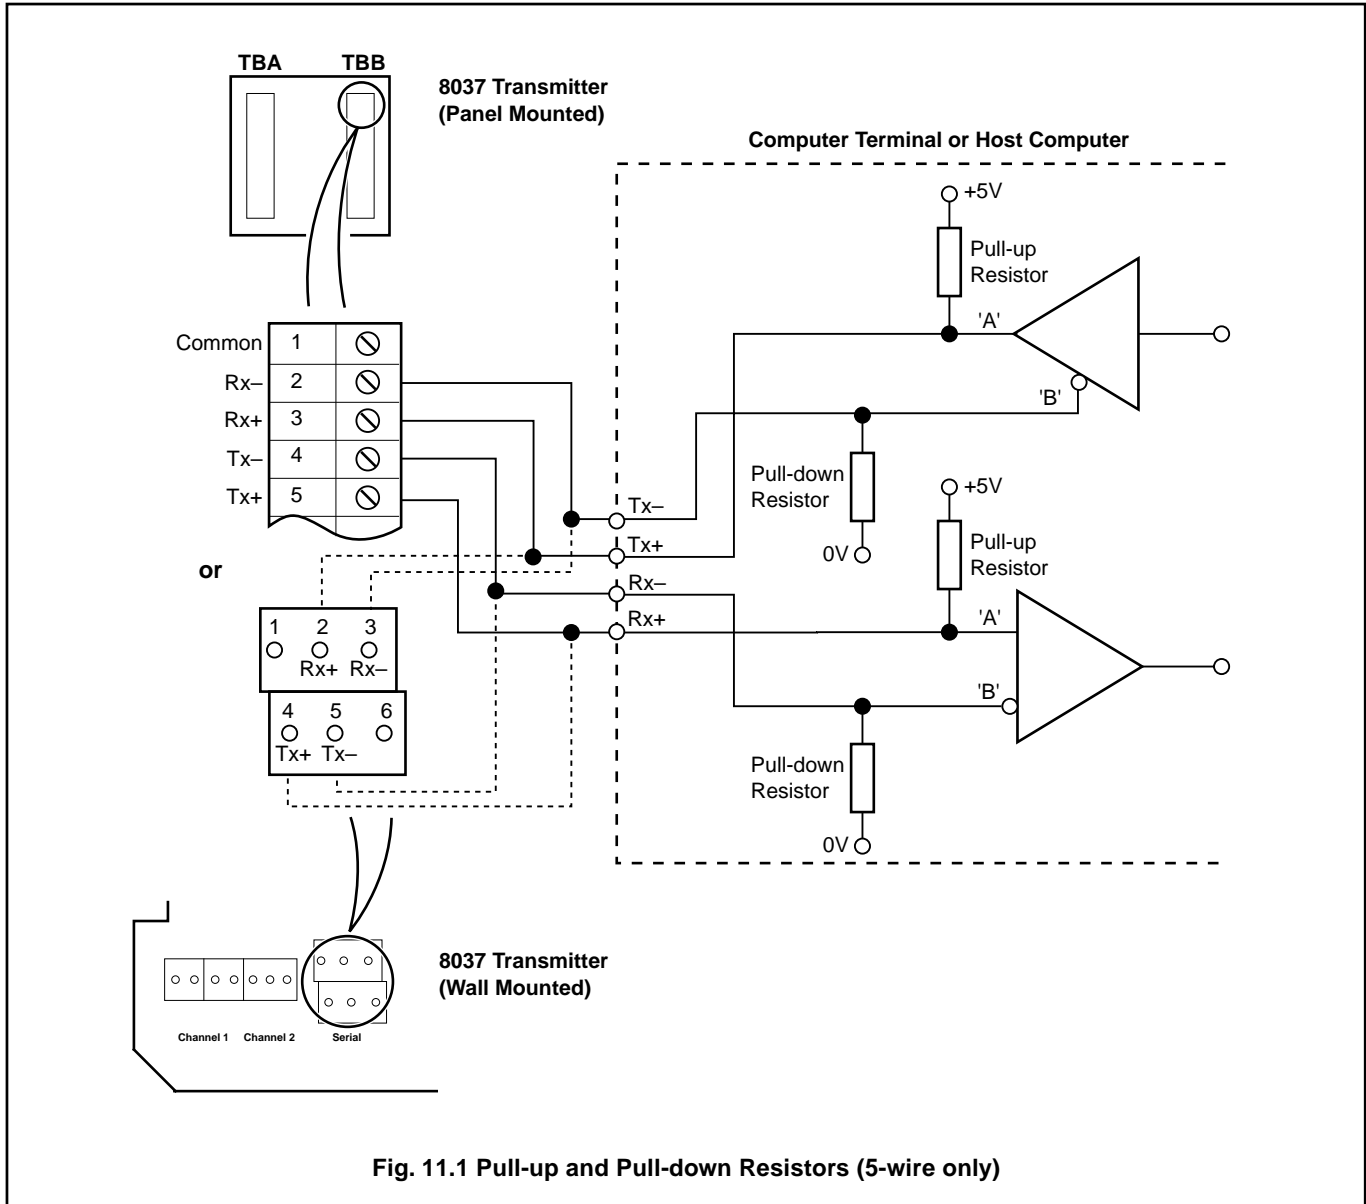 TBA TBB
8037 Transmitter
(Panel Mounted)
Computer Terminal or Host Computer
+5V
Pull-up
Resistor
'A'
'B'
Common 1
Rx– 2
Rx+ 3
Tx– 4
Tx+ 5
Pull-down
Resistor
0V
+5V
Pull-up
Resistor
Tx–
Tx+
Rx–
Rx+
'A'
'B'
Pull-down
Resistor
0V
or
1 2 3
Rx+ Rx–
4 5 6
Tx+ Tx–
8037 Transmitter
(Wall Mounted)
Channel 1 Channel 2 Serial
Fig. 11.1 Pull-up and Pull-down Resistors (5-wire only)